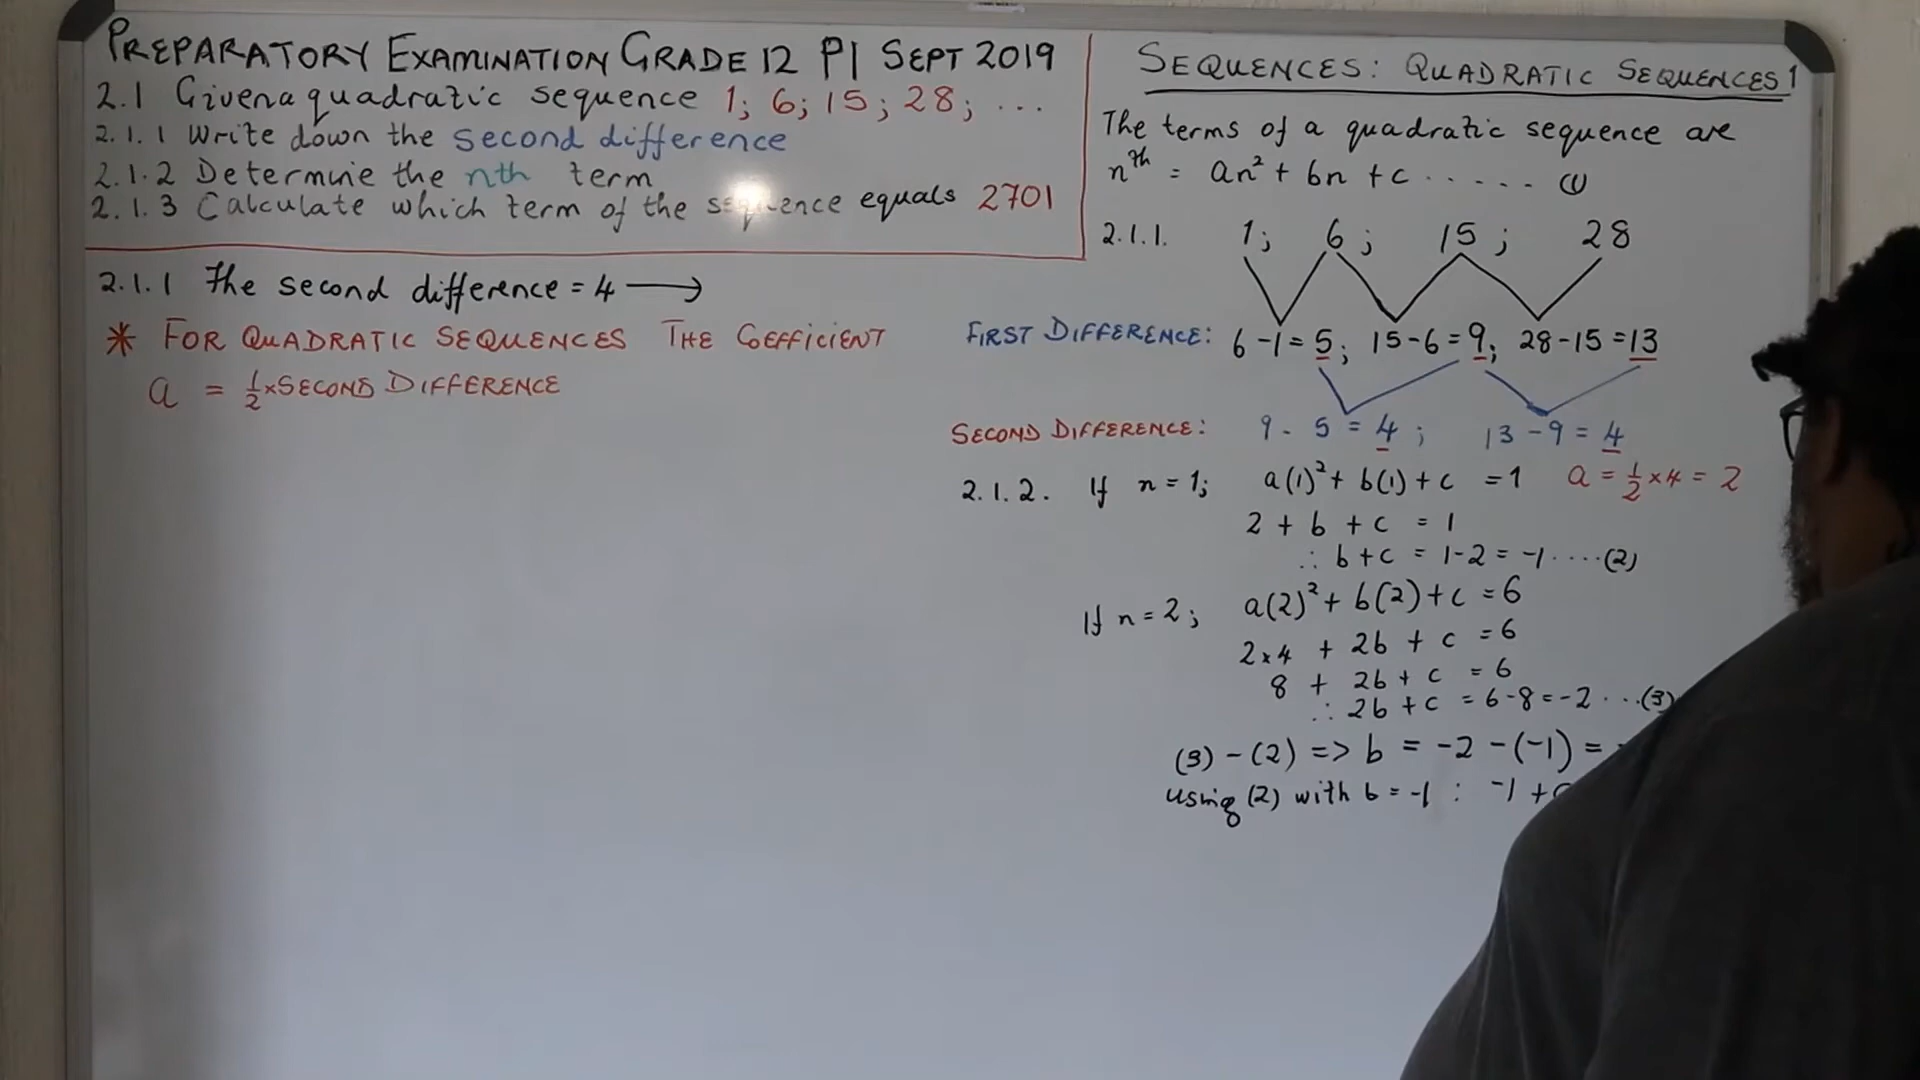 PREPARATORY EXAMINATION GRADE 12 P1 SEPT 2019
2.1 Given a quadratic sequence 1; 6; 15; 28; ...
2.1.1 Write down the second difference
2.1.2 Determine the nth term
2.1.3 Calculate which term of the sequence equals 2701
2.1.1 The second difference = 4 →
* FOR QUADRATIC SEQUENCES THE COEFFICIENT
a = ½ × SECOND DIFFERENCE
SEQUENCES: QUADRATIC SEQUENCES 1
The terms of a quadratic sequence are
nth = an² + bn + c ..... (1)
2.1.1. 1; 6; 15; 28
FIRST DIFFERENCE: 6-1=5; 15-6=9; 28-15=13
SECOND DIFFERENCE: 9-5=4; 13-9=4
2.1.2. If n=1; a(1)² + b(1) + c = 1 a = ½ × 4 = 2
2 + b + c = 1
∴ b + c = 1-2 = -1 ....(2)
If n=2; a(2)² + b(2) + c = 6
2×4 + 2b + c = 6
8 + 2b + c = 6
∴ 2b + c = 6-8 = -2 ...(3)
(3) - (2) => b = -2 -(-1) =
using (2) with b = -1 : -1 +